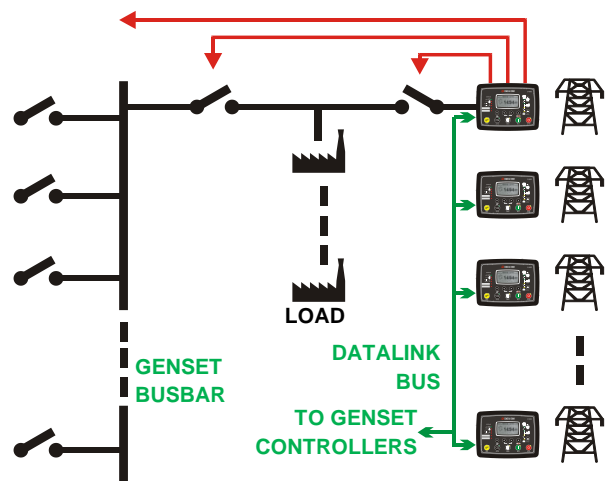 LOAD
GENSET
BUSBAR
DATALINK
BUS
TO GENSET
CONTROLLERS